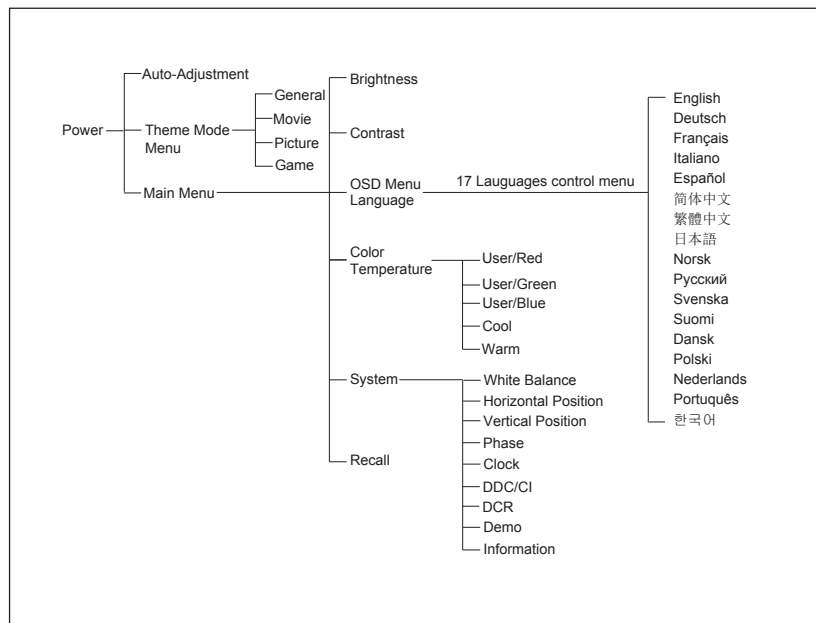 Power
Auto-Adjustment
Theme Mode
Menu
General
Movie
Picture
Game
Main Menu
Brightness
Contrast
OSD Menu
Language
17 Lauguages control menu
English
Deutsch
Français
Italiano
Español
简体中文
繁體中文
日本語
Norsk
Русский
Svenska
Suomi
Dansk
Polski
Nederlands
Português
한국어
Color
Temperature
User/Red
User/Green
User/Blue
Cool
Warm
System
White Balance
Horizontal Position
Vertical Position
Phase
Clock
DDC/CI
DCR
Demo
Information
Recall